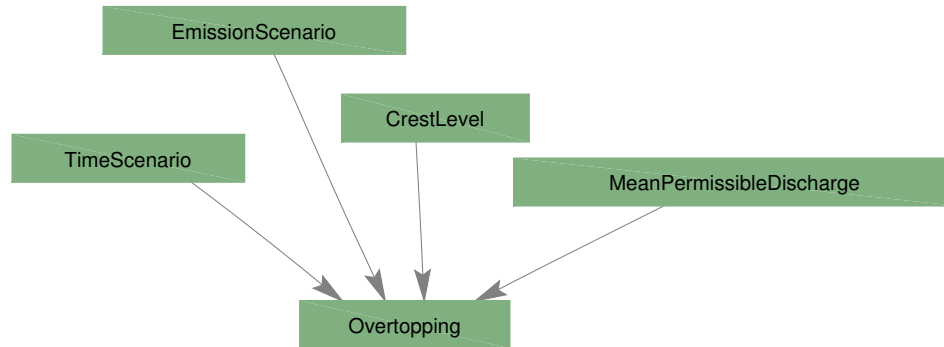 EmissionScenario
CrestLevel
TimeScenario
MeanPermissibleDischarge
Overtopping